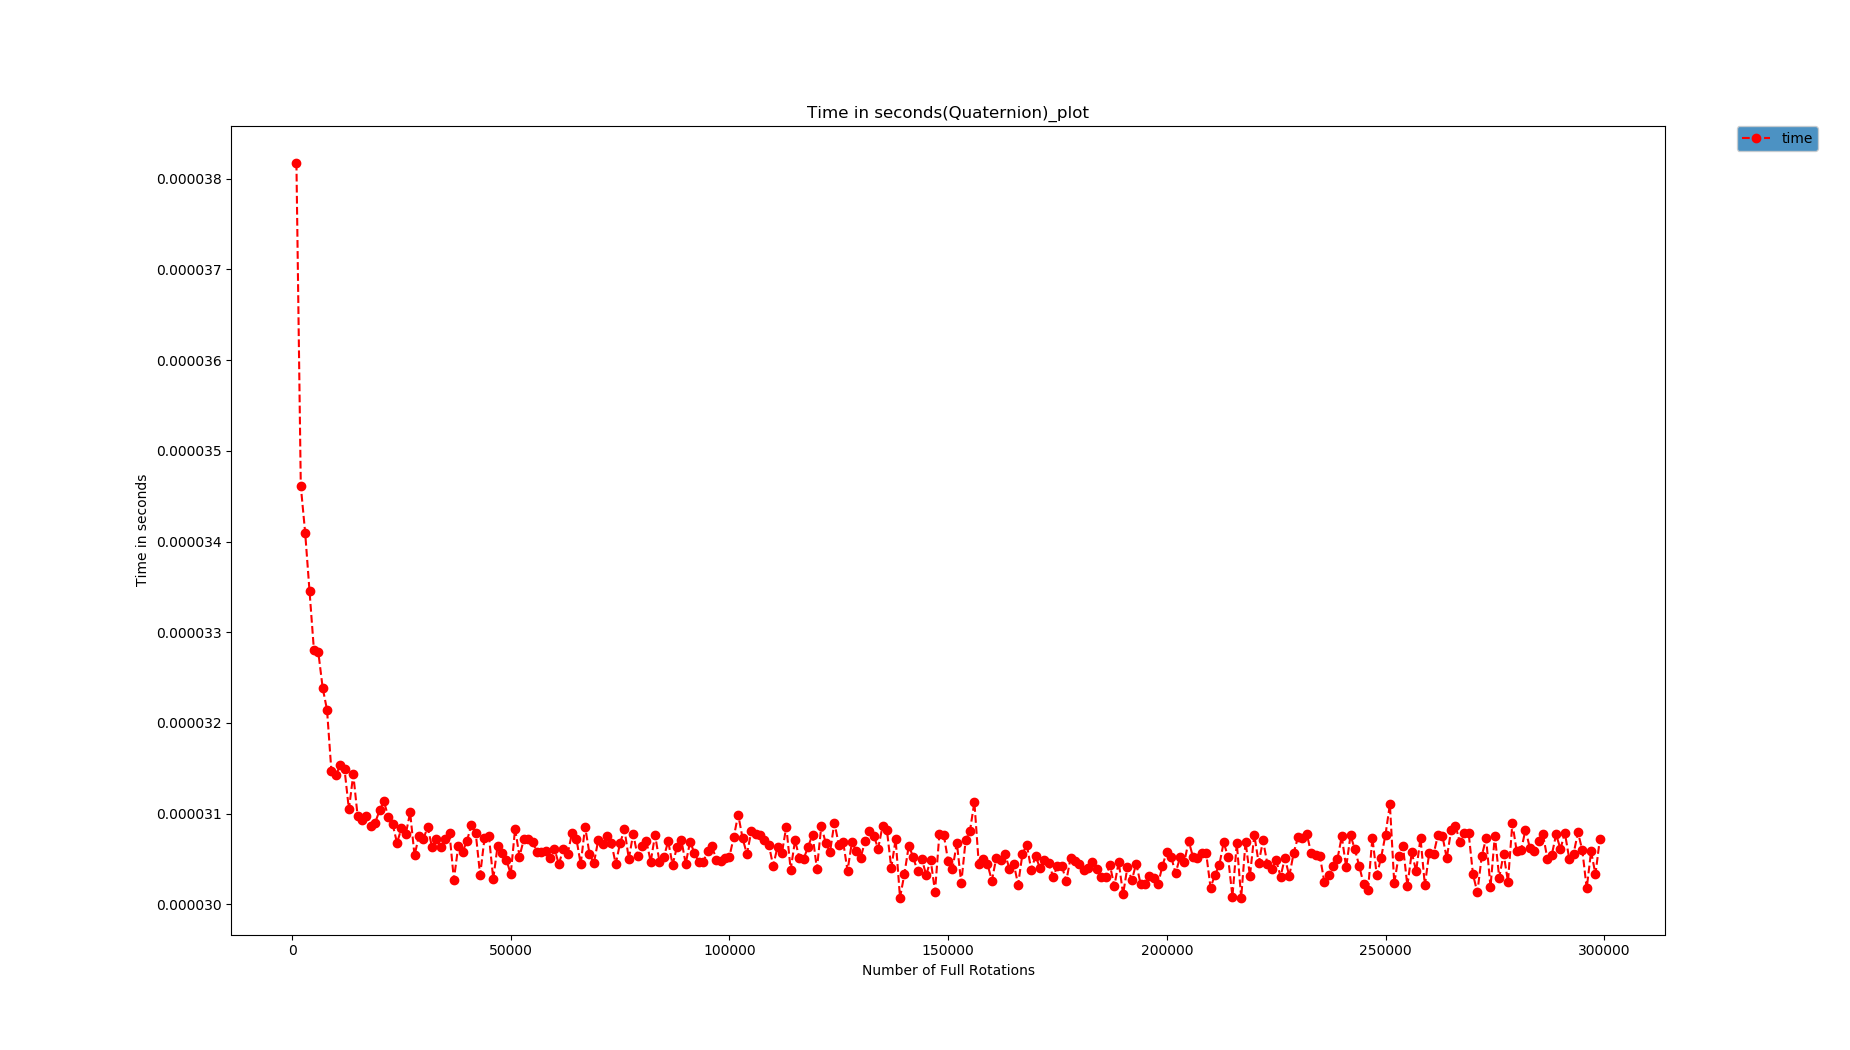 Time in seconds(Quaternion)_plot
time
0.000038
0.000037
0.000036
0.000035
0.000034
0.000033
0.000032
0.000031
0.000030
Time in seconds
0 50000 100000 150000 200000 250000 300000
Number of Full Rotations